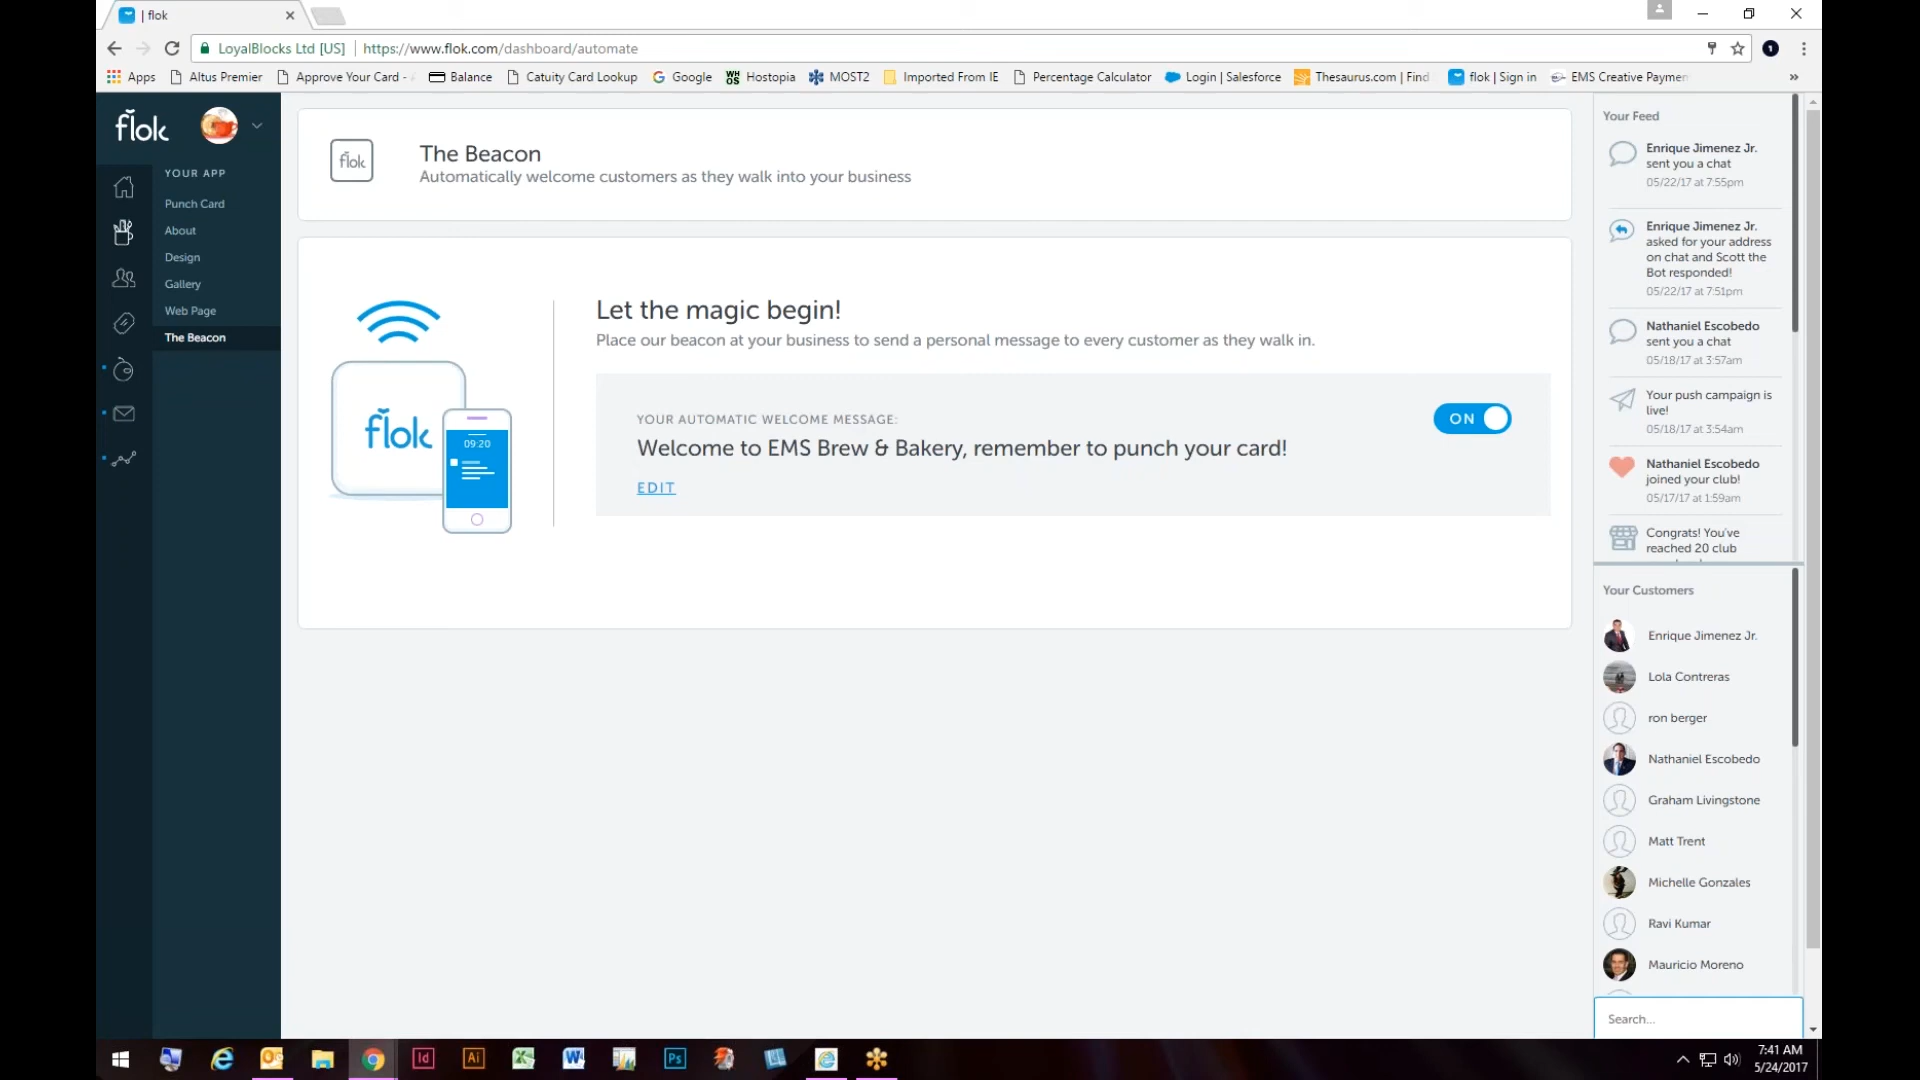 | flok
LoyalBlocks Ltd [US] | https://www.flok.com/dashboard/automate
Apps Altus Premier Approve Your Card - Balance Catuity Card Lookup Google Hostopia MOST2 Imported From IE Percentage Calculator Login | Salesforce Thesaurus.com | Find flok | Sign in EMS Creative Paymen »
flok
YOUR APP
Punch Card
About
Design
Gallery
Web Page
The Beacon
flok
The Beacon
Automatically welcome customers as they walk into your business
flok
09:20
Let the magic begin!
Place our beacon at your business to send a personal message to every customer as they walk in.
YOUR AUTOMATIC WELCOME MESSAGE:
ON
Welcome to EMS Brew & Bakery, remember to punch your card!
EDIT
Your Feed
Enrique Jimenez Jr.
sent you a chat
05/22/17 at 7:55pm
Enrique Jimenez Jr.
asked for your address
on chat and Scott the
Bot responded!
05/22/17 at 7:51pm
Nathaniel Escobedo
sent you a chat
05/18/17 at 3:57am
Your push campaign is
live!
05/18/17 at 3:54am
Nathaniel Escobedo
joined your club!
05/17/17 at 1:59am
Congrats! You've
reached 20 club
Your Customers
Enrique Jimenez Jr.
Lola Contreras
ron berger
Nathaniel Escobedo
Graham Livingstone
Matt Trent
Michelle Gonzales
Ravi Kumar
Mauricio Moreno
Search...
Id Ai Ps
7:41 AM
5/24/2017